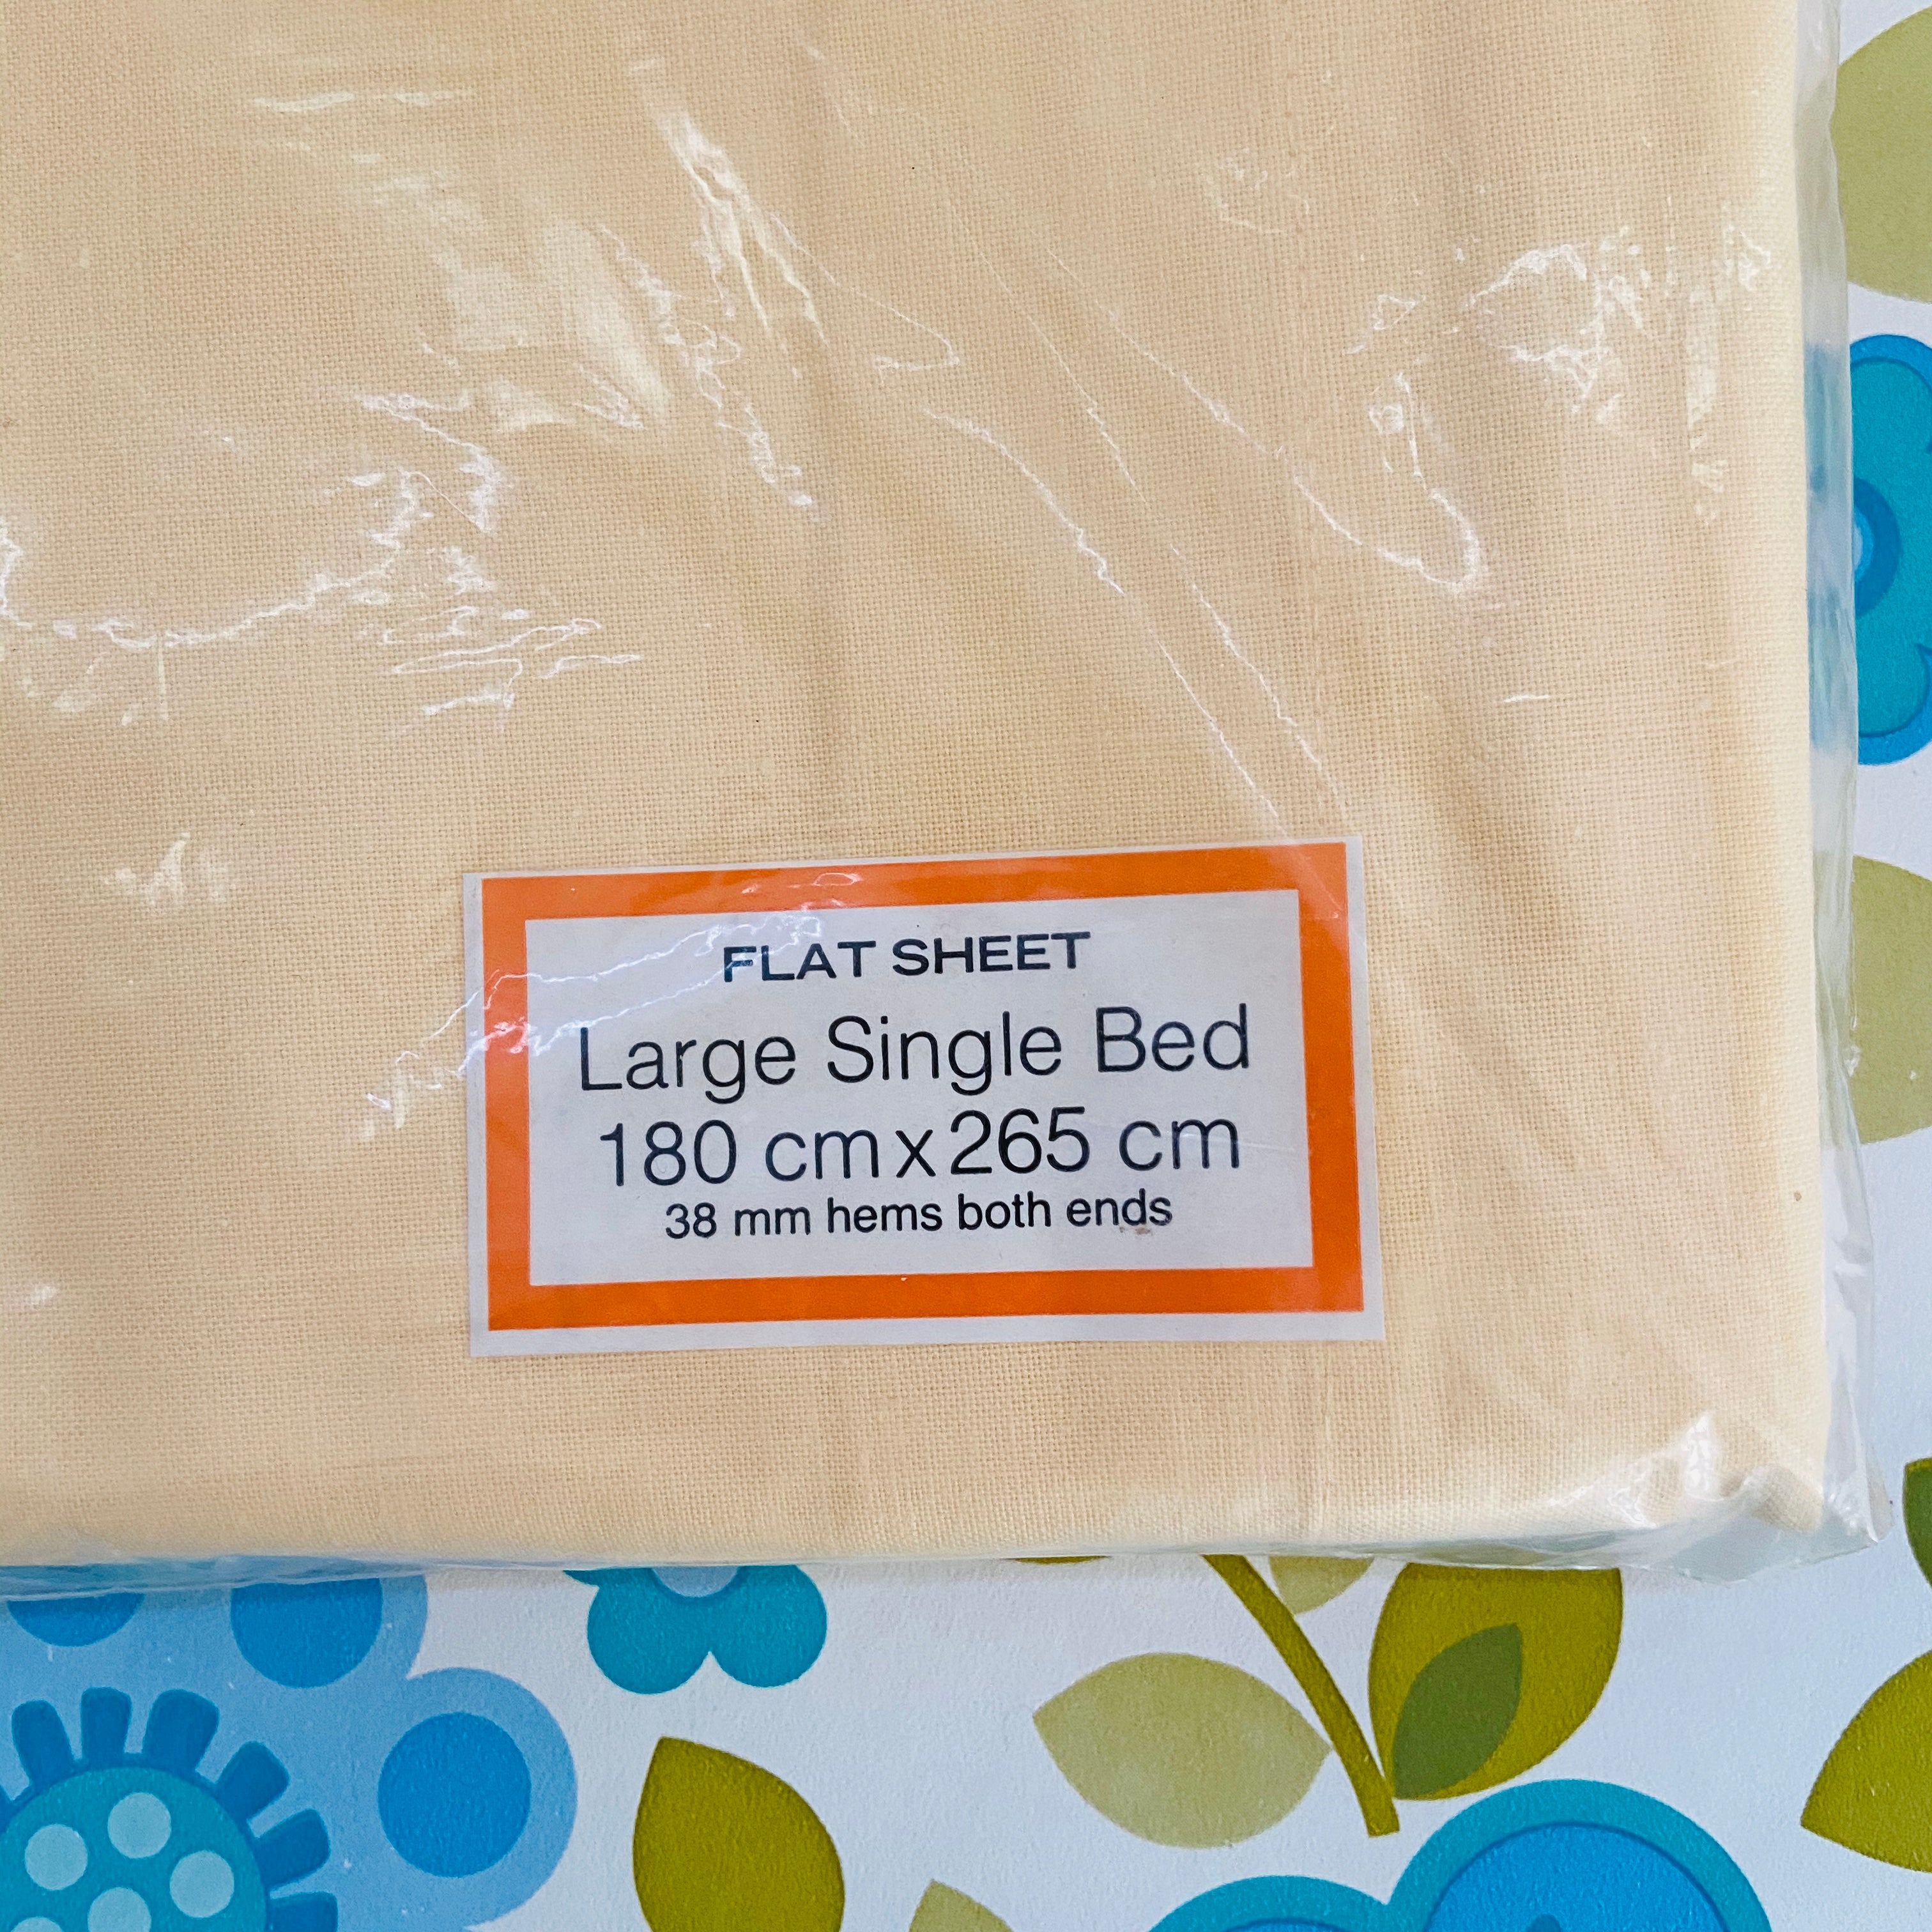 FLAT SHEET
Large Single Bed
180 cm x 265 cm
38 mm hems both ends